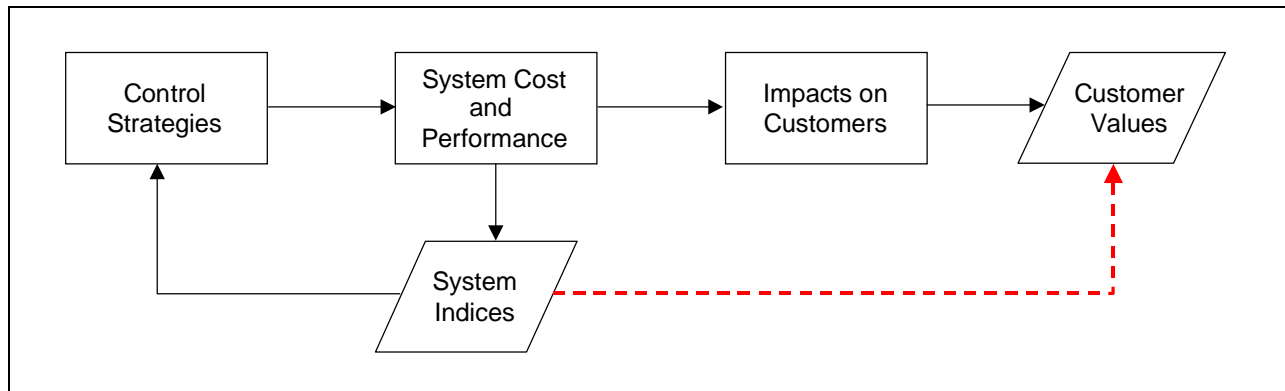 Control
Strategies
System Cost
and
Performance
Impacts on
Customers
Customer
Values
System
Indices